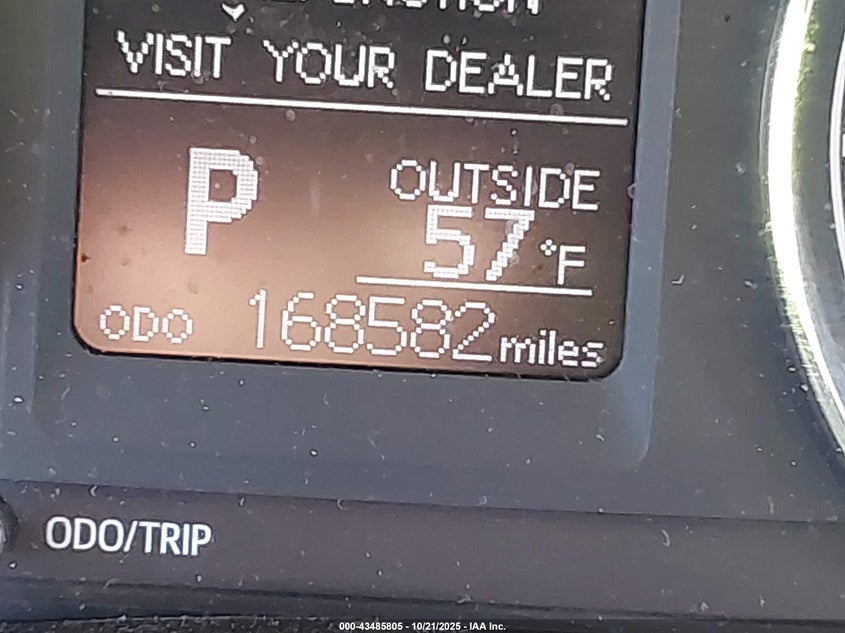 VISIT YOUR DEALER
P
OUTSIDE
57°F
ODO 168582 miles
ODO/TRIP
000-43485805 - 10/21/2025 - IAA Inc.